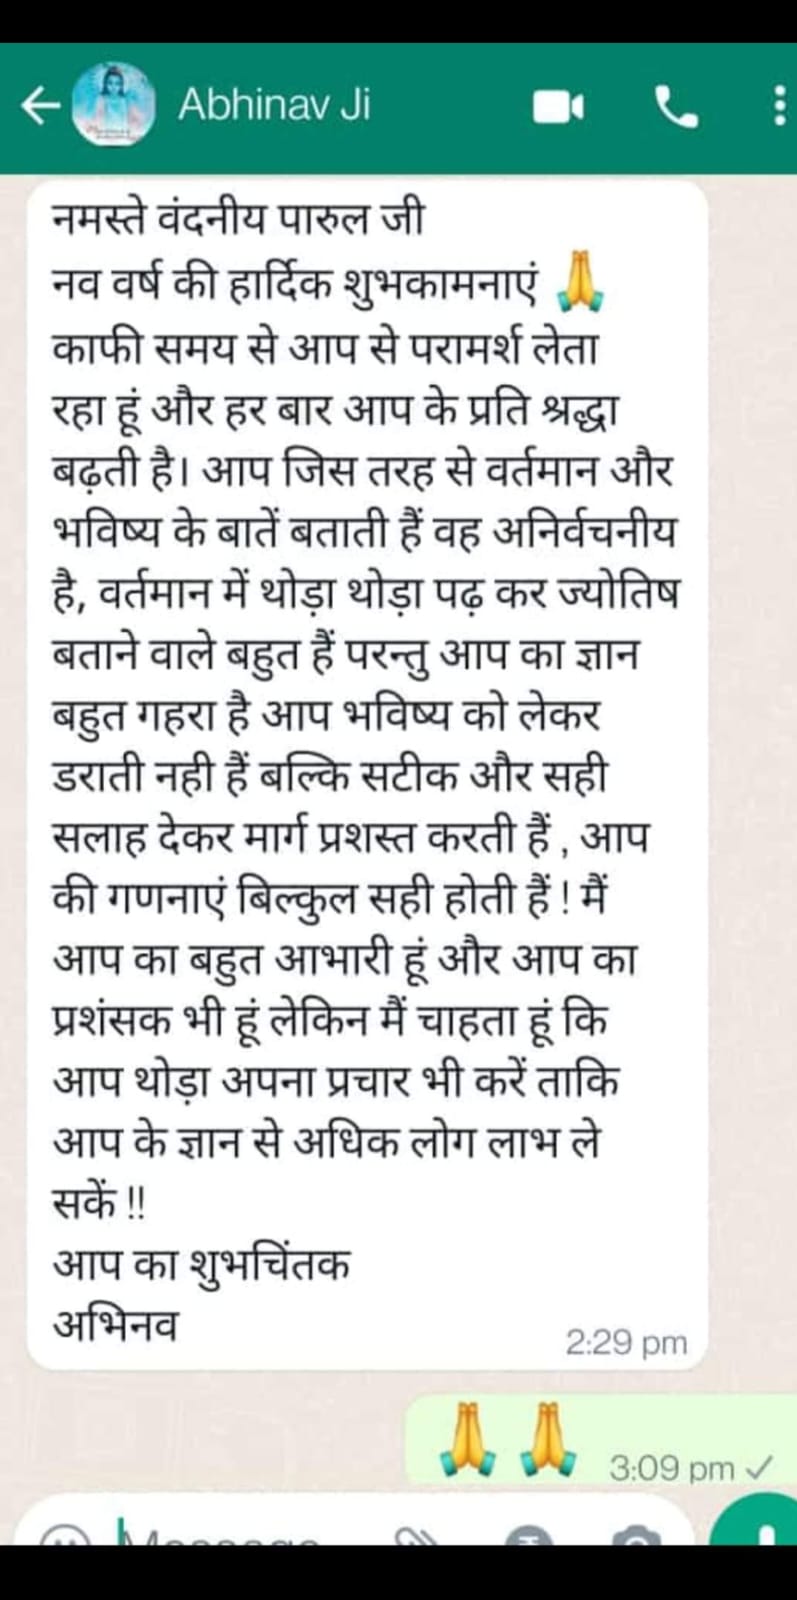 Abhinav Ji
नमस्ते वंदनीय पारुल जी
नव वर्ष की हार्दिक शुभकामनाएं 🙏
काफी समय से आप से परामर्श लेता
रहा हूं और हर बार आप के प्रति श्रद्धा
बढ़ती है। आप जिस तरह से वर्तमान और
भविष्य के बातें बताती हैं वह अनिर्वचनीय
है, वर्तमान में थोड़ा थोड़ा पढ़ कर ज्योतिष
बताने वाले बहुत हैं परन्तु आप का ज्ञान
बहुत गहरा है आप भविष्य को लेकर
डराती नही हैं बल्कि सटीक और सही
सलाह देकर मार्ग प्रशस्त करती हैं , आप
की गणनाएं बिल्कुल सही होती हैं ! मैं
आप का बहुत आभारी हूं और आप का
प्रशंसक भी हूं लेकिन मैं चाहता हूं कि
आप थोड़ा अपना प्रचार भी करें ताकि
आप के ज्ञान से अधिक लोग लाभ ले
सकें !!
आप का शुभचिंतक
अभिनव
2:29 pm
🙏 🙏 3:09 pm
Message